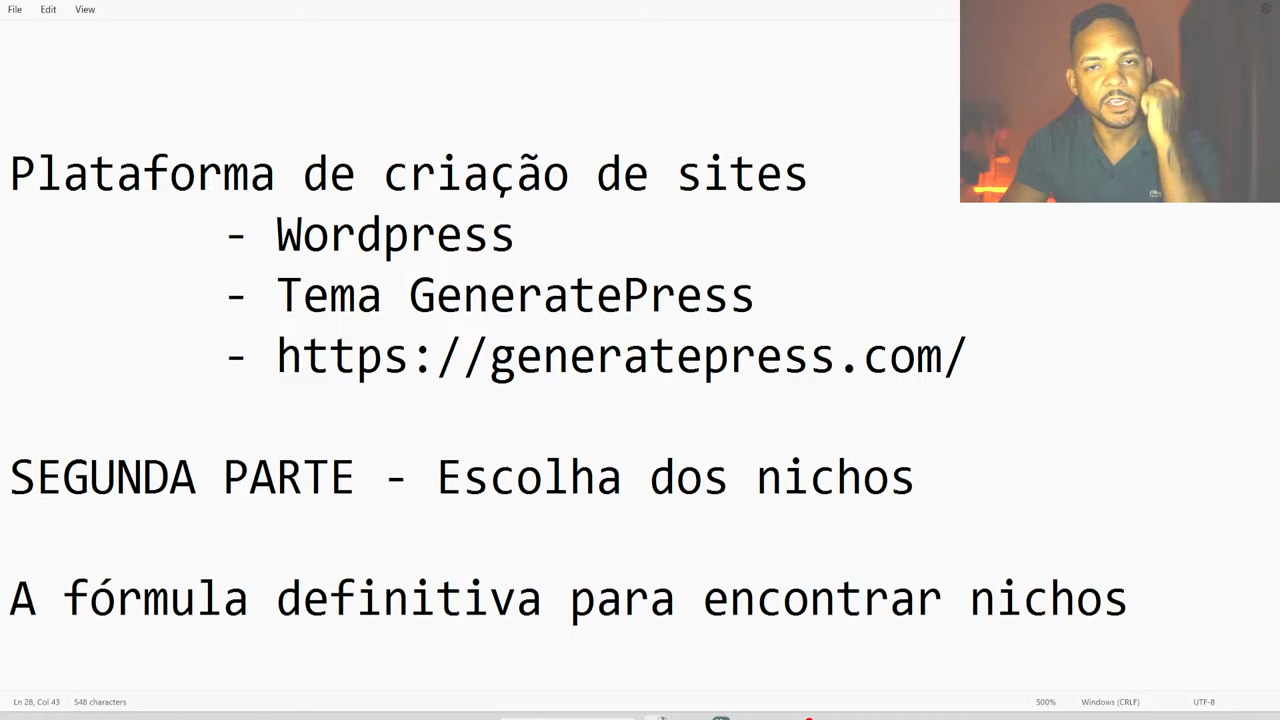 File Edit View
Plataforma de criação de sites
- Wordpress
- Tema GeneratePress
- https://generatepress.com/
SEGUNDA PARTE - Escolha dos nichos
A fórmula definitiva para encontrar nichos
Ln 28, Col 43 548 characters 500% Windows (CRLF) UTF-8